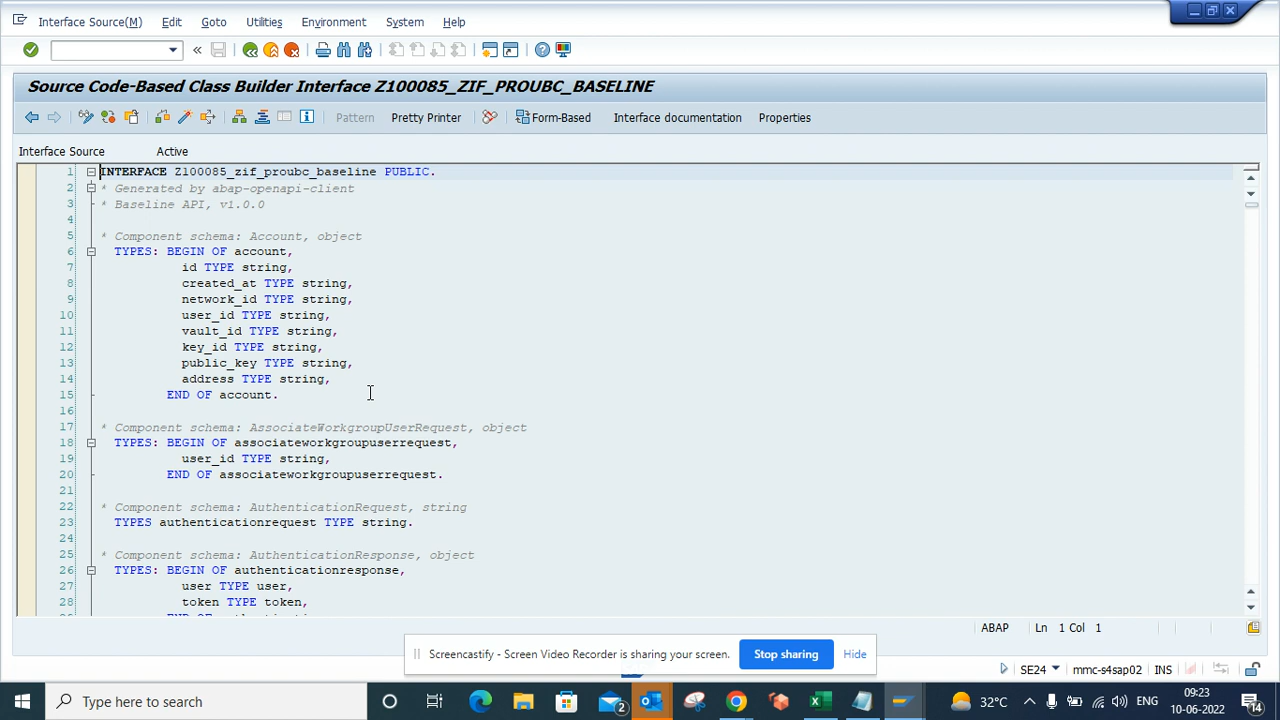 Interface Source(M) Edit Goto Utilities Environment System Help
Source Code-Based Class Builder Interface Z100085_ZIF_PROUBC_BASELINE
Pattern Pretty Printer Form-Based Interface documentation Properties
Interface Source Active
1 INTERFACE Z100085_zif_proubc_baseline PUBLIC.
2 * Generated by abap-openapi-client
3 * Baseline API, v1.0.0
4
5 * Component schema: Account, object
6 TYPES: BEGIN OF account,
7 id TYPE string,
8 created_at TYPE string,
9 network_id TYPE string,
10 user_id TYPE string,
11 vault_id TYPE string,
12 key_id TYPE string,
13 public_key TYPE string,
14 address TYPE string,
15 END OF account.
16
17 * Component schema: AssociateWorkgroupUserRequest, object
18 TYPES: BEGIN OF associateworkgroupuserrequest,
19 user_id TYPE string,
20 END OF associateworkgroupuserrequest.
21
22 * Component schema: AuthenticationRequest, string
23 TYPES authenticationrequest TYPE string.
24
25 * Component schema: AuthenticationResponse, object
26 TYPES: BEGIN OF authenticationresponse,
27 user TYPE user,
28 token TYPE token,
ABAP Ln 1 Col 1
Screencastify - Screen Video Recorder is sharing your screen. Stop sharing Hide
SE24 mmc-s4sap02 INS
Type here to search 2 32°C ENG 09:23 10-06-2022 14